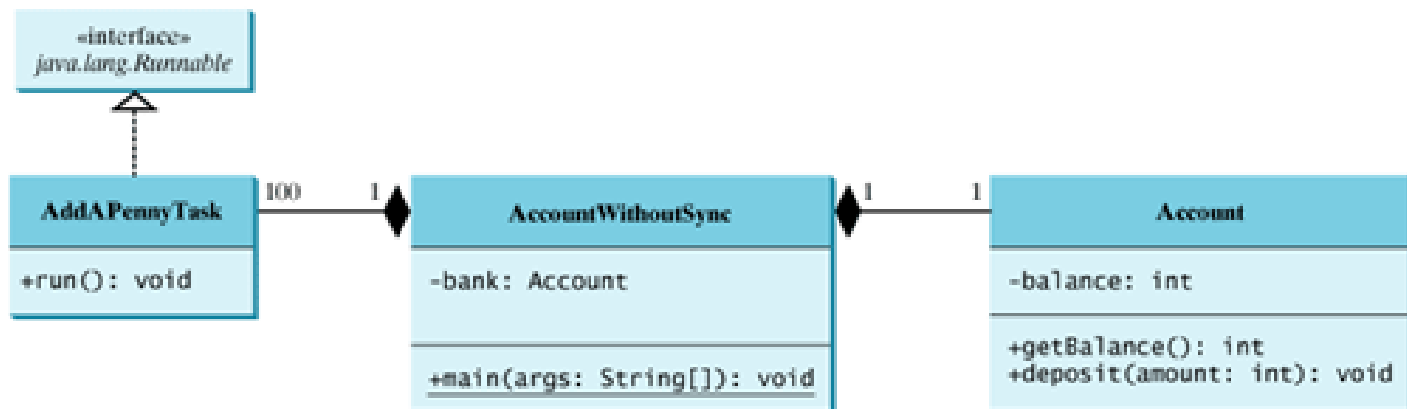 «interface»
java.lang.Runnable
AddAPennyTask
+run(): void
100
1
AccountWithoutSync
-bank: Account
+main(args: String[]): void
1
1
Account
-balance: int
+getBalance(): int
+deposit(amount: int): void